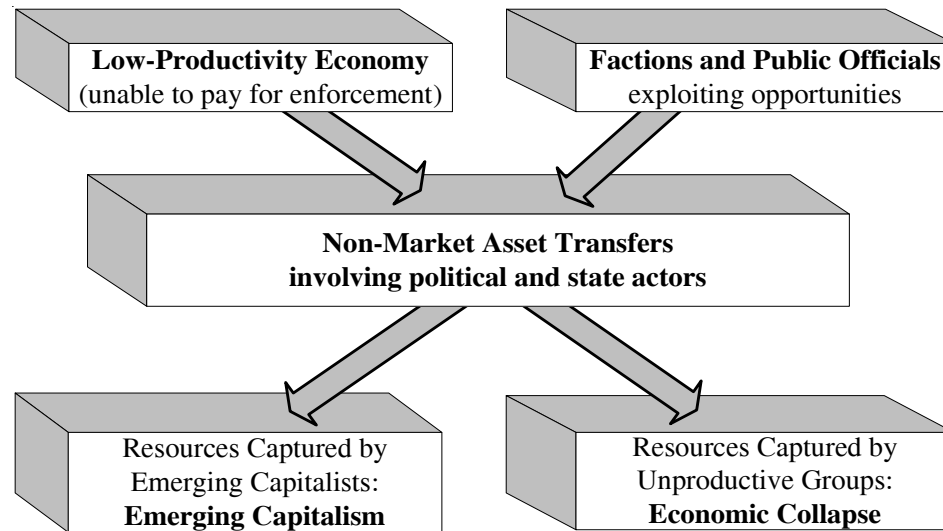 Low-Productivity Economy
(unable to pay for enforcement)
Factions and Public Officials
exploiting opportunities
Non-Market Asset Transfers
involving political and state actors
Resources Captured by
Emerging Capitalists:
Emerging Capitalism
Resources Captured by
Unproductive Groups:
Economic Collapse